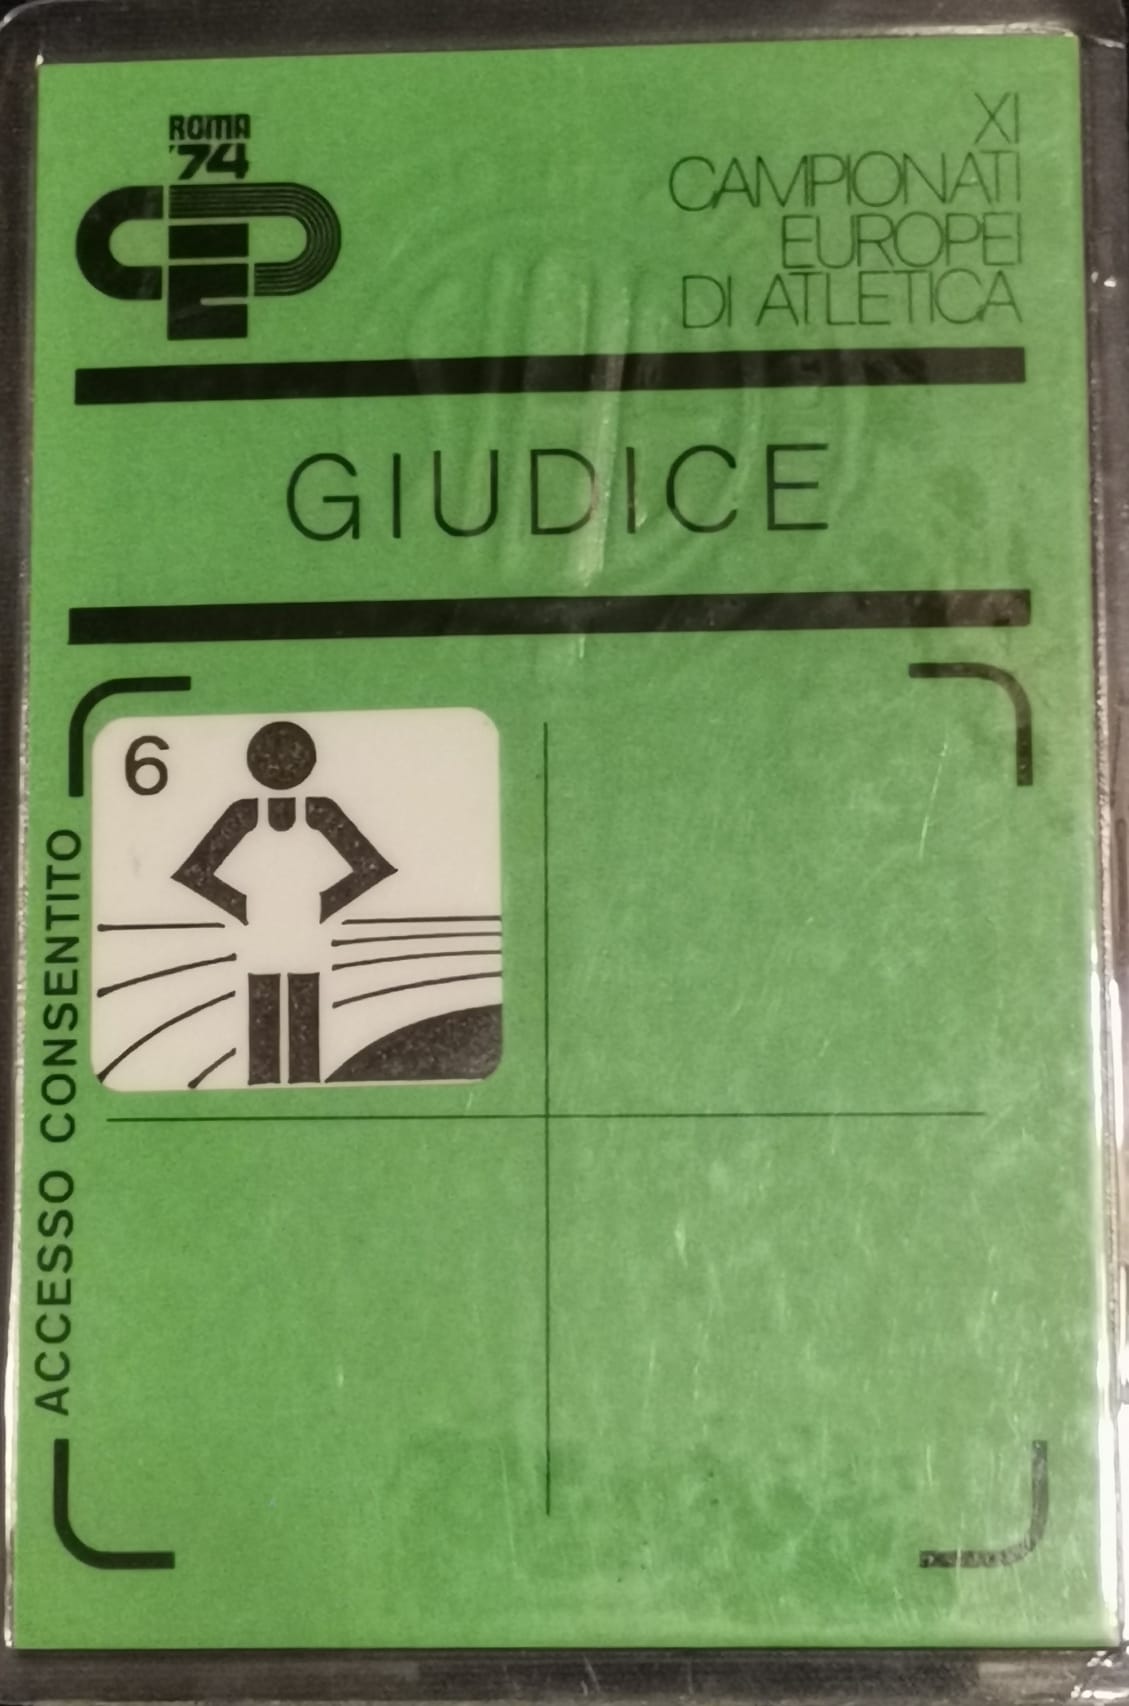 ROMA
'74
XI
CAMPIONATI
EUROPEI
DI ATLETICA
GIUDICE
6
ACCESSO CONSENTITO